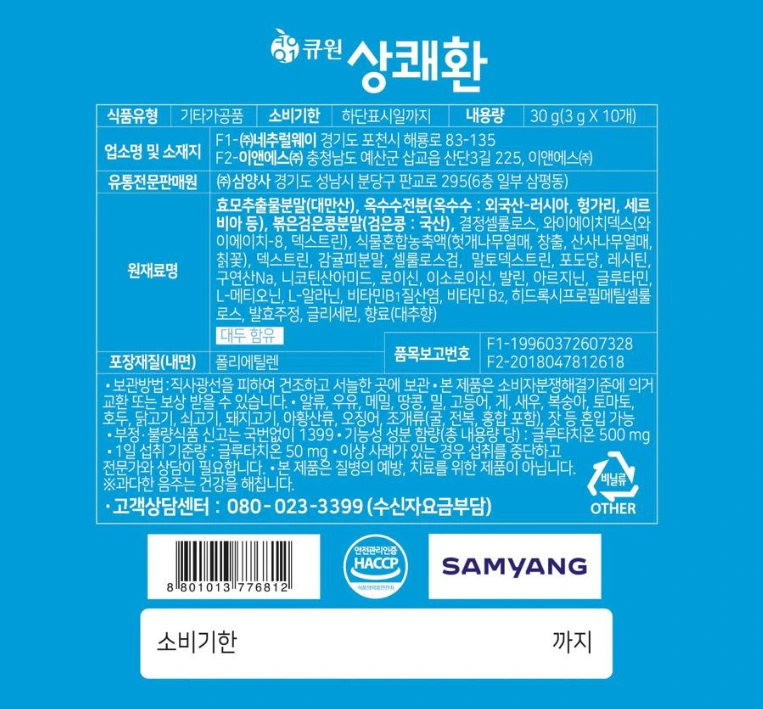 큐원 상쾌환
식품유형 기타가공품 소비기한 하단표시일까지 내용량 30 g(3 g X 10개)
업소명 및 소재지 F1-㈜네추럴웨이 경기도 포천시 해룡로 83-135
F2-이앤에스㈜ 충청남도 예산군 삽교읍 산단3길 225, 이앤에스㈜
유통전문판매원 ㈜삼양사 경기도 성남시 분당구 판교로 295(6층 일부 삼평동)
원재료명
효모추출물분말(대만산), 옥수수전분(옥수수 : 외국산-러시아, 헝가리, 세르
비아 등), 볶은검은콩분말(검은콩 : 국산), 결정셀룰로스, 와이에이치덱스(와
이에이치-8, 덱스트린), 식물혼합농축액(헛개나무열매, 창출, 산사나무열매,
칡꽃), 덱스트린, 감귤피분말, 셀룰로스검, 말토덱스트린, 포도당, 레시틴,
구연산Na, 니코틴산아미드, 로이신, 이소로이신, 발린, 아르지닌, 글루타민,
L-메티오닌, L-알라닌, 비타민B1질산염, 비타민 B2, 히드록시프로필메틸셀룰
로스, 발효주정, 글리세린, 향료(대추향)
대두 함유
포장재질(내면) 폴리에틸렌
품목보고번호 F1-19960372607328
F2-2018047812618
• 보관방법 : 직사광선을 피하여 건조하고 서늘한 곳에 보관 • 본 제품은 소비자분쟁해결기준에 의거
교환 또는 보상 받을 수 있습니다. • 알류, 우유, 메밀, 땅콩, 밀, 고등어, 게, 새우, 복숭아, 토마토,
호두, 닭고기, 쇠고기, 돼지고기, 아황산류, 오징어, 조개류(굴, 전복, 홍합 포함), 잣 등 혼입 가능
• 부정·불량식품 신고는 국번없이 1399 • 기능성 성분 함량(총 내용량 당) : 글루타치온 500 mg
• 1일 섭취 기준량 : 글루타치온 50 mg • 이상 사례가 있는 경우 섭취를 중단하고
전문가와 상담이 필요합니다. • 본 제품은 질병의 예방, 치료를 위한 제품이 아닙니다.
※과다한 음주는 건강을 해칩니다.
• 고객상담센터 : 080-023-3399 (수신자요금부담)
비닐류
OTHER
8 801013 776812
안전관리인증
HACCP
SAMYANG
소비기한 까지